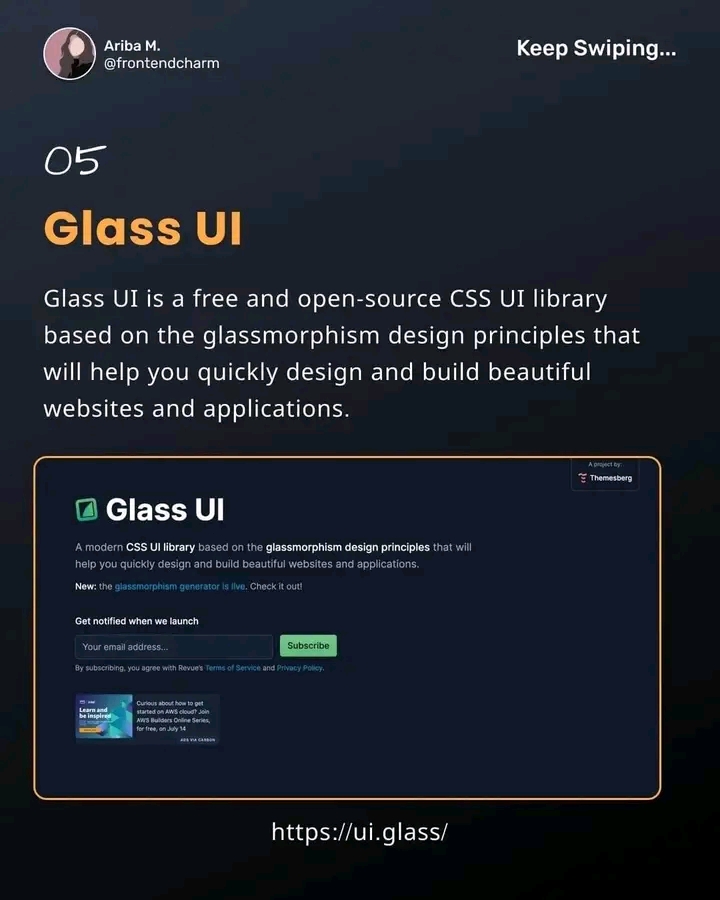 Ariba M.
@frontendcharm
Keep Swiping...
05
Glass UI
Glass UI is a free and open-source CSS UI library
based on the glassmorphism design principles that
will help you quickly design and build beautiful
websites and applications.
A project by:
Themesberg
Glass UI
A modern CSS UI library based on the glassmorphism design principles that will
help you quickly design and build beautiful websites and applications.
New: the glassmorphism generator is live. Check it out!
Get notified when we launch
Your email address...
Subscribe
By subscribing, you agree with Revue's Terms of Service and Privacy Policy.
Learn and
be inspired
Curious about how to get
started on AWS cloud? Join
AWS Builders Online Series,
for free, on July 14
ADS VIA CARBON
https://ui.glass/